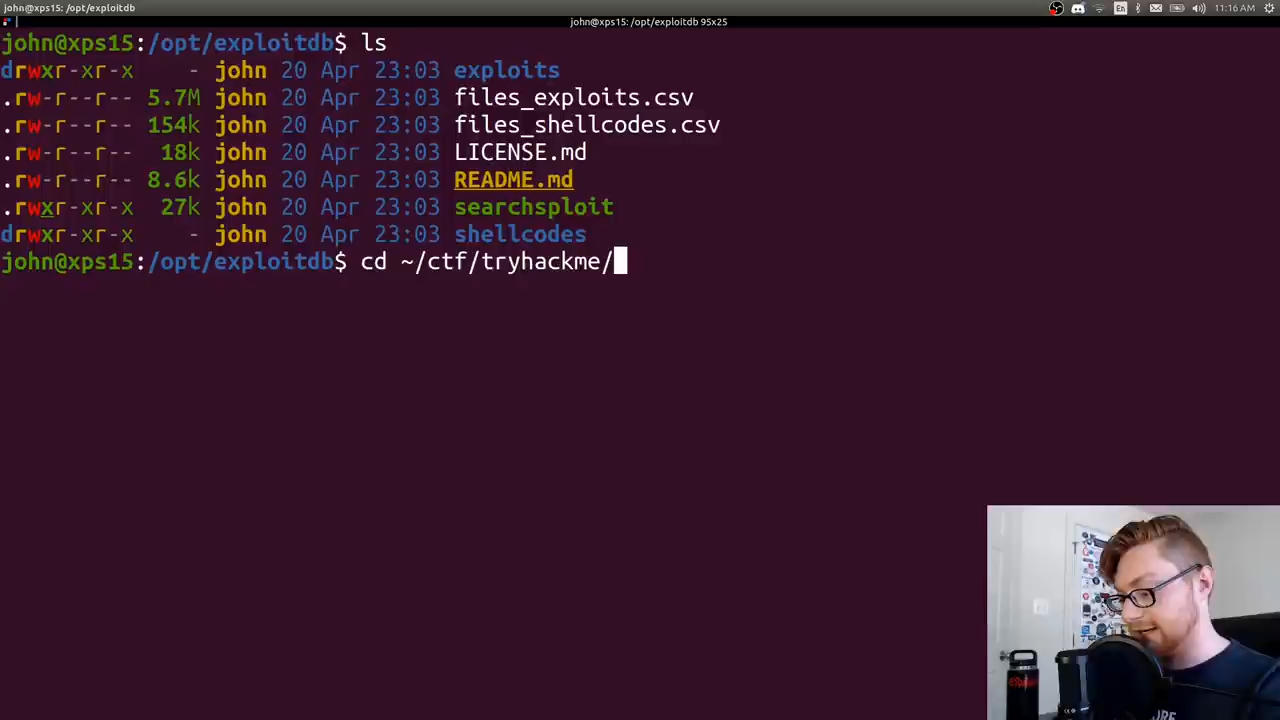 john@xps15: /opt/exploitdb
En
11:16 AM
john@xps15: /opt/exploitdb 95x25
john@xps15:/opt/exploitdb$ ls
drwxr-xr-x - john 20 Apr 23:03 exploits
.rw-r--r-- 5.7M john 20 Apr 23:03 files_exploits.csv
.rw-r--r-- 154k john 20 Apr 23:03 files_shellcodes.csv
.rw-r--r-- 18k john 20 Apr 23:03 LICENSE.md
.rw-r--r-- 8.6k john 20 Apr 23:03 README.md
.rwxr-xr-x 27k john 20 Apr 23:03 searchsploit
drwxr-xr-x - john 20 Apr 23:03 shellcodes
john@xps15:/opt/exploitdb$ cd ~/ctf/tryhackme/